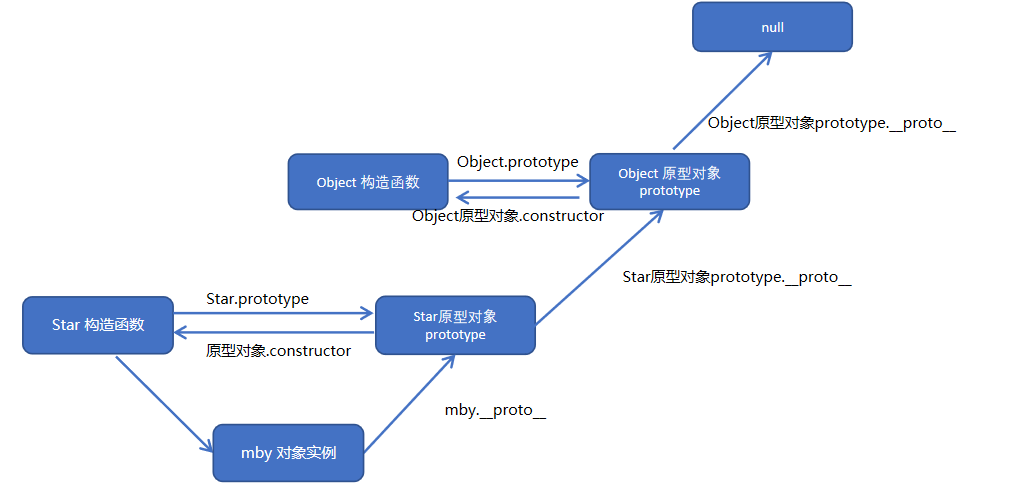 null
Object原型对象prototype.__proto__
Object.prototype
Object 构造函数
Object 原型对象
prototype
Object原型对象.constructor
Star原型对象prototype.__proto__
Star.prototype
Star 构造函数
Star原型对象
prototype
原型对象.constructor
mby.__proto__
mby 对象实例